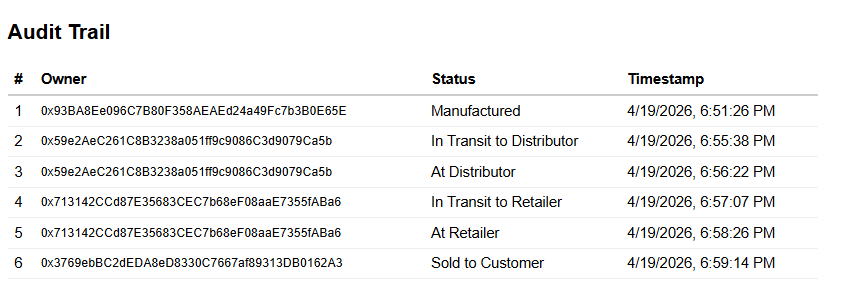 Audit Trail
# Owner Status Timestamp
1 0x93BA8Ee096C7B80F358AEAEd24a49Fc7b3B0E65E Manufactured 4/19/2026, 6:51:26 PM
2 0x59e2AeC261C8B3238a051ff9c9086C3d9079Ca5b In Transit to Distributor 4/19/2026, 6:55:38 PM
3 0x59e2AeC261C8B3238a051ff9c9086C3d9079Ca5b At Distributor 4/19/2026, 6:56:22 PM
4 0x713142CCd87E35683CEC7b68eF08aaE7355fABa6 In Transit to Retailer 4/19/2026, 6:57:07 PM
5 0x713142CCd87E35683CEC7b68eF08aaE7355fABa6 At Retailer 4/19/2026, 6:58:26 PM
6 0x3769ebBC2dEDA8eD8330C7667af89313DB0162A3 Sold to Customer 4/19/2026, 6:59:14 PM